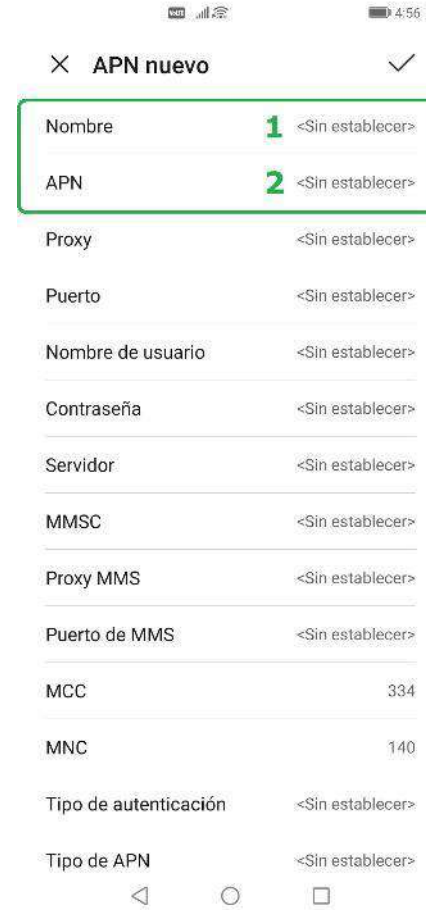 VoLTE 4:56
APN nuevo
Nombre 1 <Sin establecer>
APN 2 <Sin establecer>
Proxy <Sin establecer>
Puerto <Sin establecer>
Nombre de usuario <Sin establecer>
Contraseña <Sin establecer>
Servidor <Sin establecer>
MMSC <Sin establecer>
Proxy MMS <Sin establecer>
Puerto de MMS <Sin establecer>
MCC 334
MNC 140
Tipo de autenticación <Sin establecer>
Tipo de APN <Sin establecer>